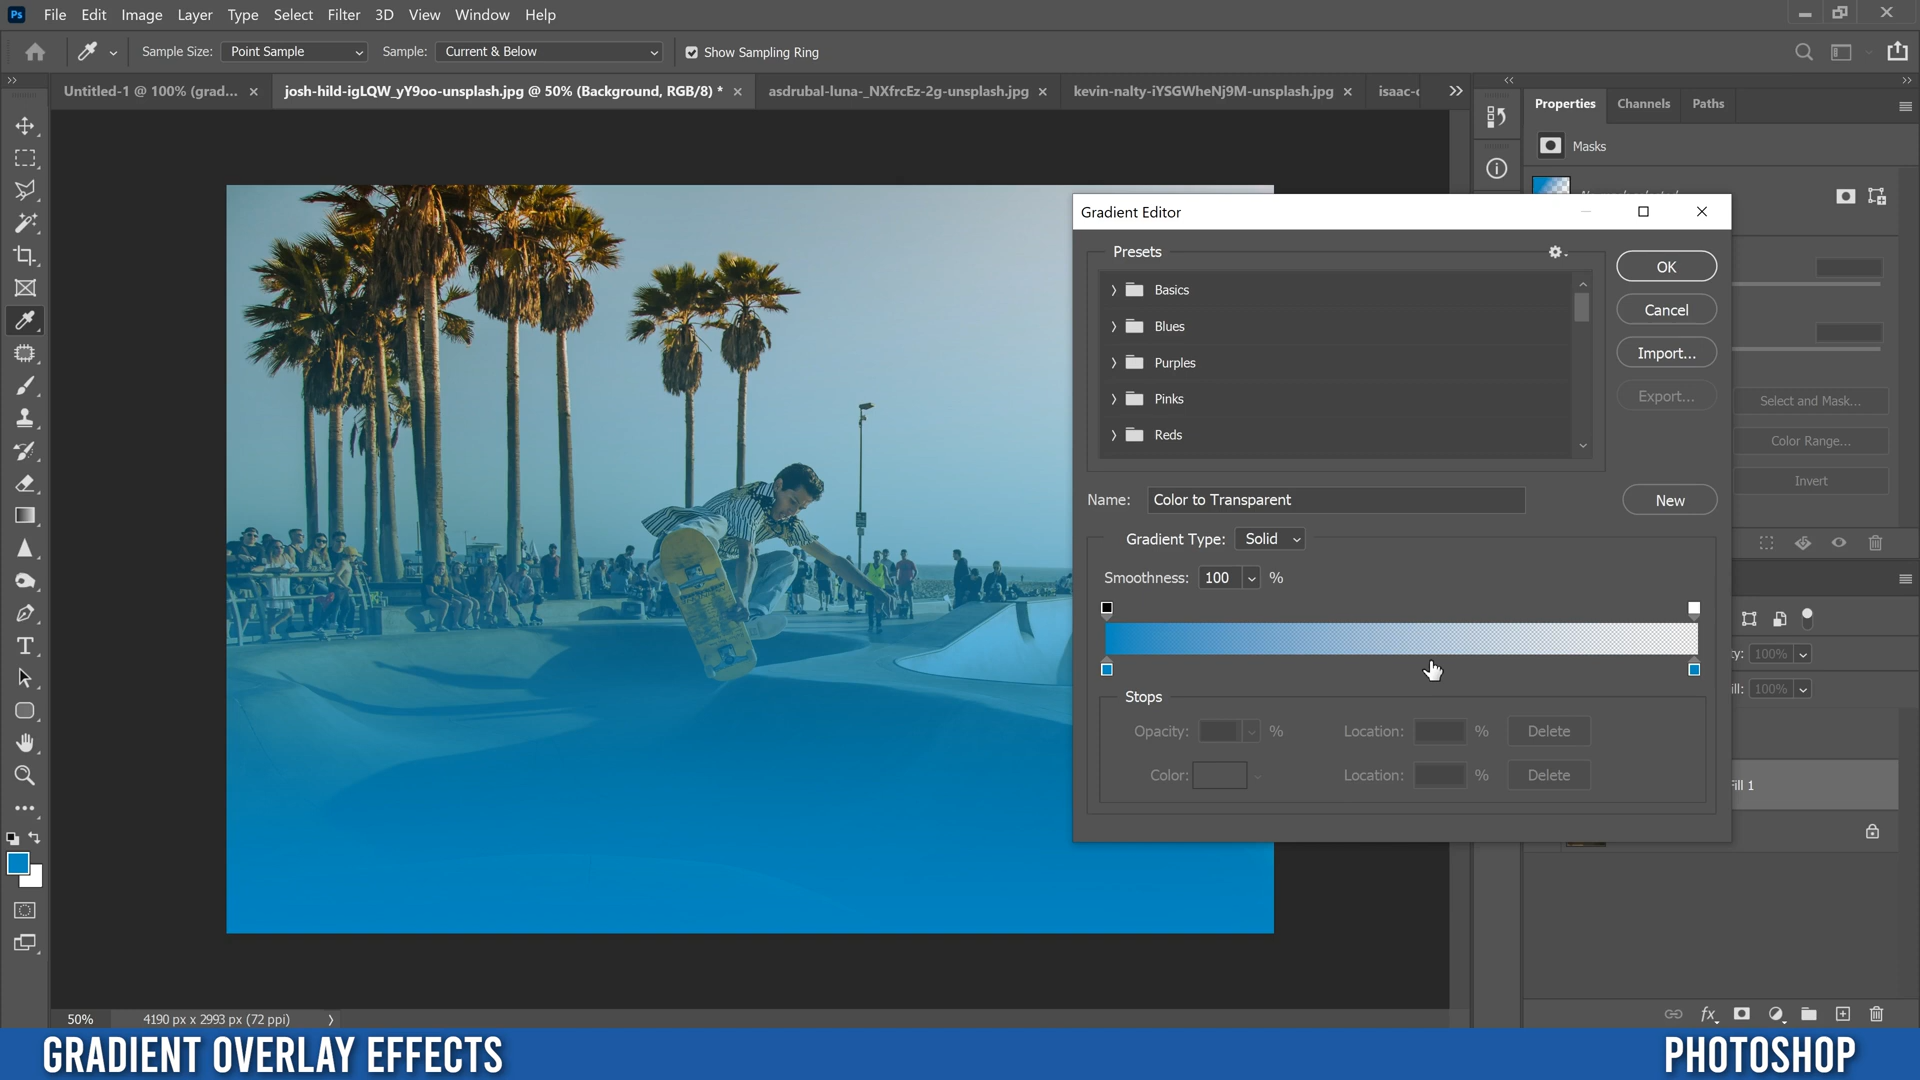 Ps File Edit Image Layer Type Select Filter 3D View Window Help
Sample Size: Point Sample Sample: Current & Below Show Sampling Ring
Untitled-1 @ 100% (grad... josh-hild-igLQW_yY9oo-unsplash.jpg @ 50% (Background, RGB/8) * asdrubal-luna-_NXfrcEz-2g-unsplash.jpg kevin-nalty-iYSGWheNj9M-unsplash.jpg isaac-c
Properties Channels Paths
Masks
Gradient Editor
Presets
Basics
Blues
Purples
Pinks
Reds
OK
Cancel
Import...
Export...
Select and Mask...
Color Range...
Invert
Name: Color to Transparent
New
Gradient Type: Solid
Smoothness: 100 %
ty: 100%
ill: 100%
Stops
Opacity: % Location: % Delete
Color: Location: % Delete
ill 1
50% 4190 px x 2993 px (72 ppi)
fx
GRADIENT OVERLAY EFFECTS
PHOTOSHOP